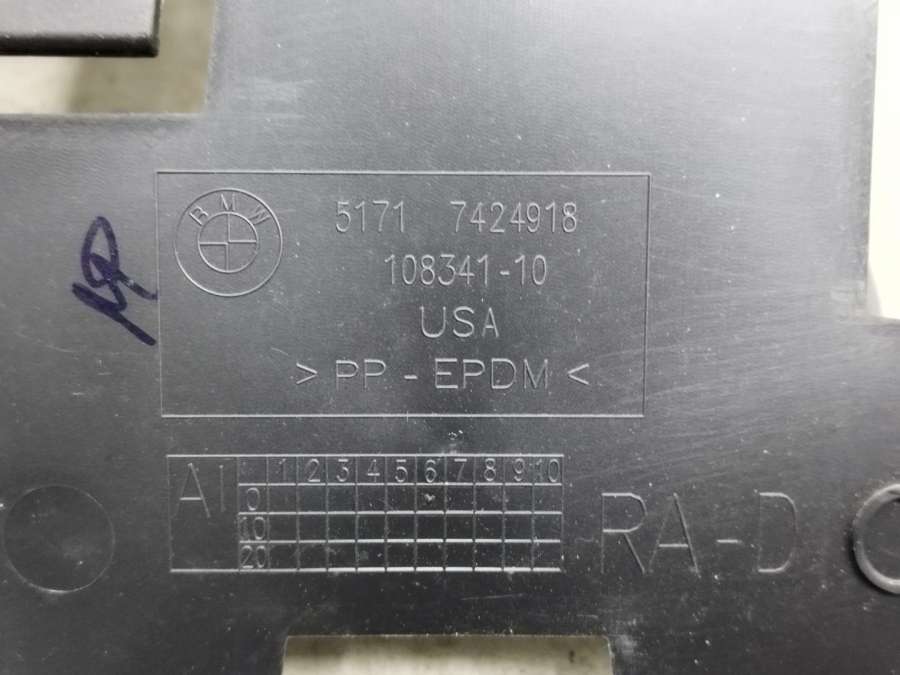 BMW
5171 7424918
108341-10
USA
> PP - EPDM <
AI 1 2 3 4 5 6 7 8 9 10
0
10
20
RA-D